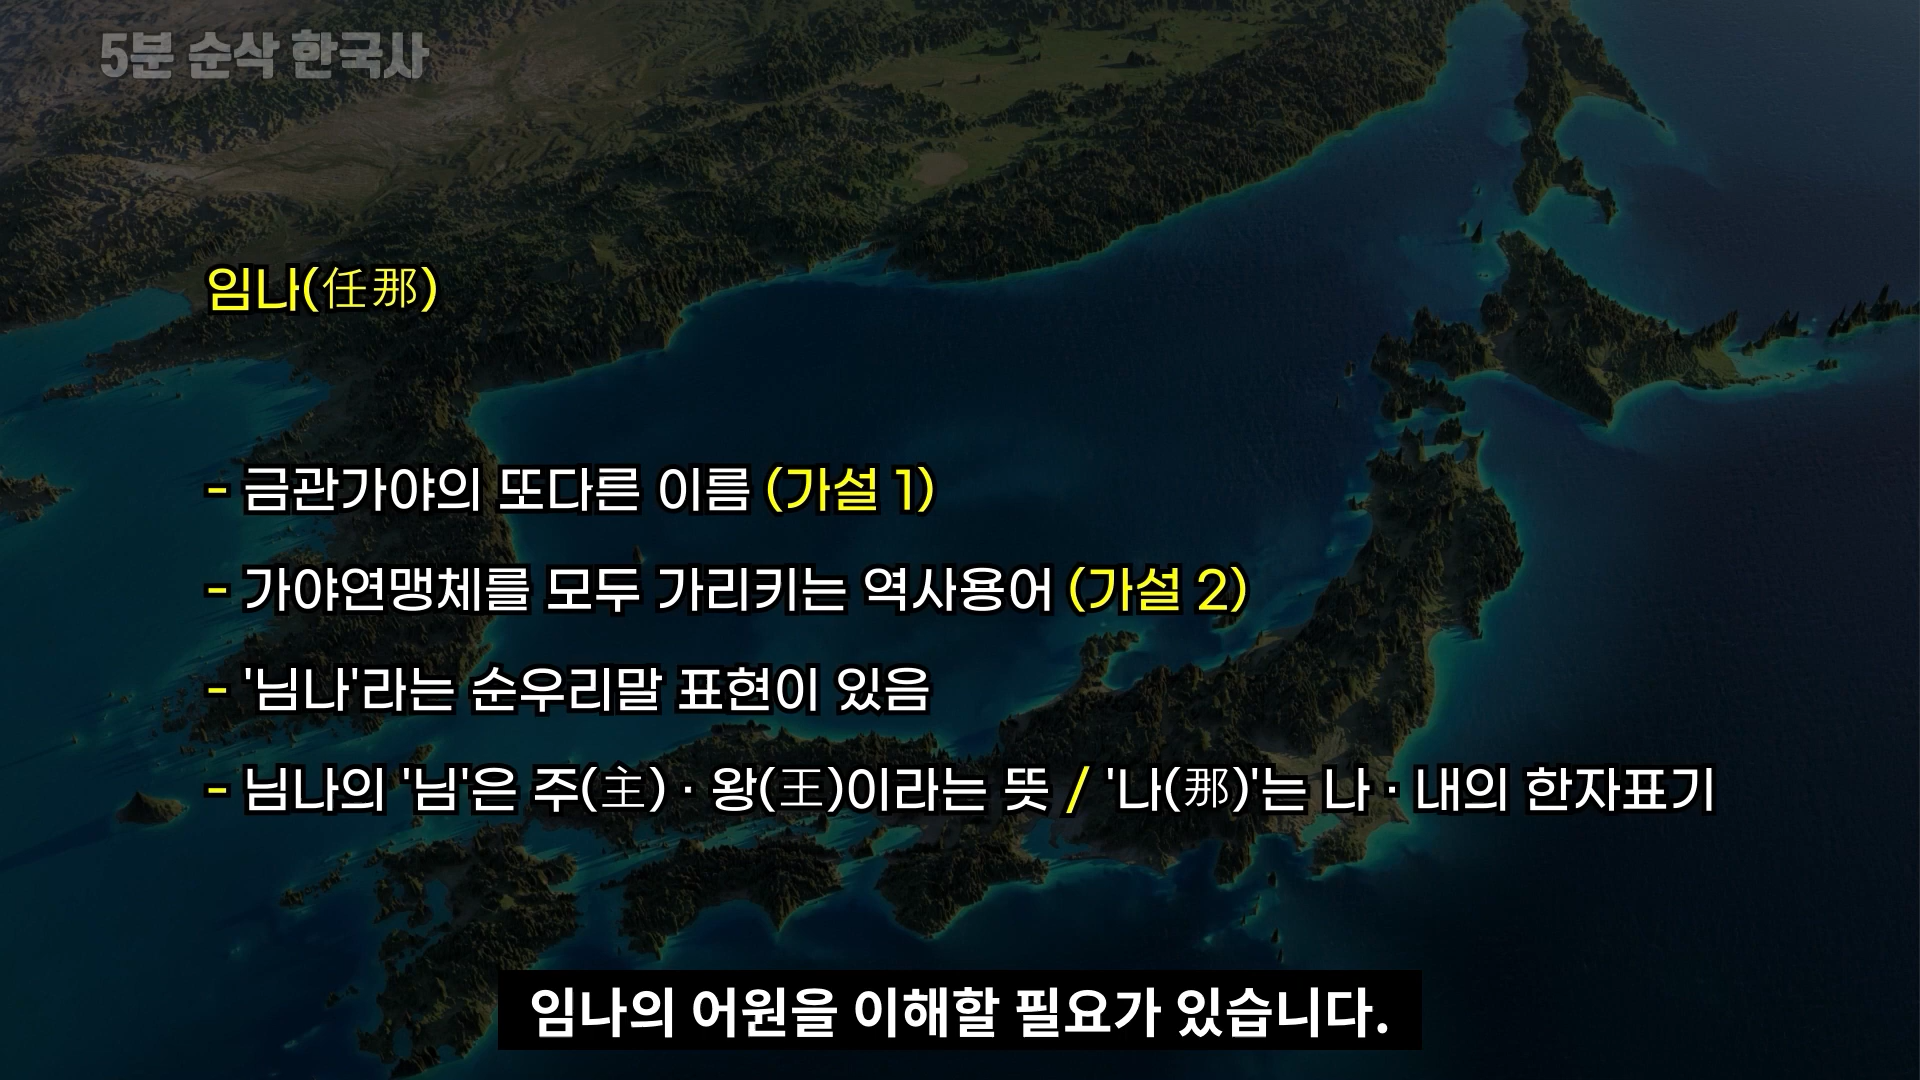 5분 순삭 한국사
임나(任那)
- 금관가야의 또다른 이름 (가설 1)
- 가야연맹체를 모두 가리키는 역사용어 (가설 2)
- '님나'라는 순우리말 표현이 있음
- 님나의 '님'은 주(主) · 왕(王)이라는 뜻 / '나(那)'는 나 · 내의 한자표기
임나의 어원을 이해할 필요가 있습니다.